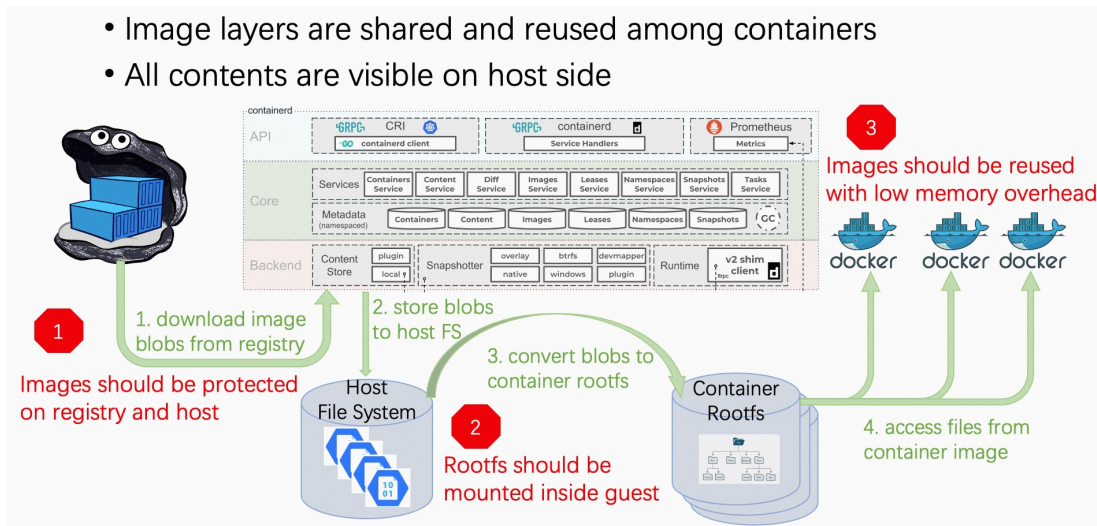 • Image layers are shared and reused among containers
• All contents are visible on host side
containerd
API
GRPC CRI
GO containerd client
GRPC containerd
Service Handlers
Prometheus
Metrics
Core
Services
Containers Service
Content Service
Diff Service
Images Service
Leases Service
Namespaces Service
Snapshots Service
Tasks Service
Metadata
(namespaced)
Containers
Content
Images
Leases
Namespaces
Snapshots
GC
Backend
Content
Store
plugin
local
Snapshotter
overlay
btrfs
devmapper
native
windows
plugin
Runtime
v2 shim
client
ttrpc
3
Images should be reused
with low memory overhead
docker
docker
docker
1
1. download image
blobs from registry
Images should be protected
on registry and host
2. store blobs
to host FS
3. convert blobs to
container rootfs
Host
File System
10
01
2
Rootfs should be
mounted inside guest
Container
Rootfs
4. access files from
container image